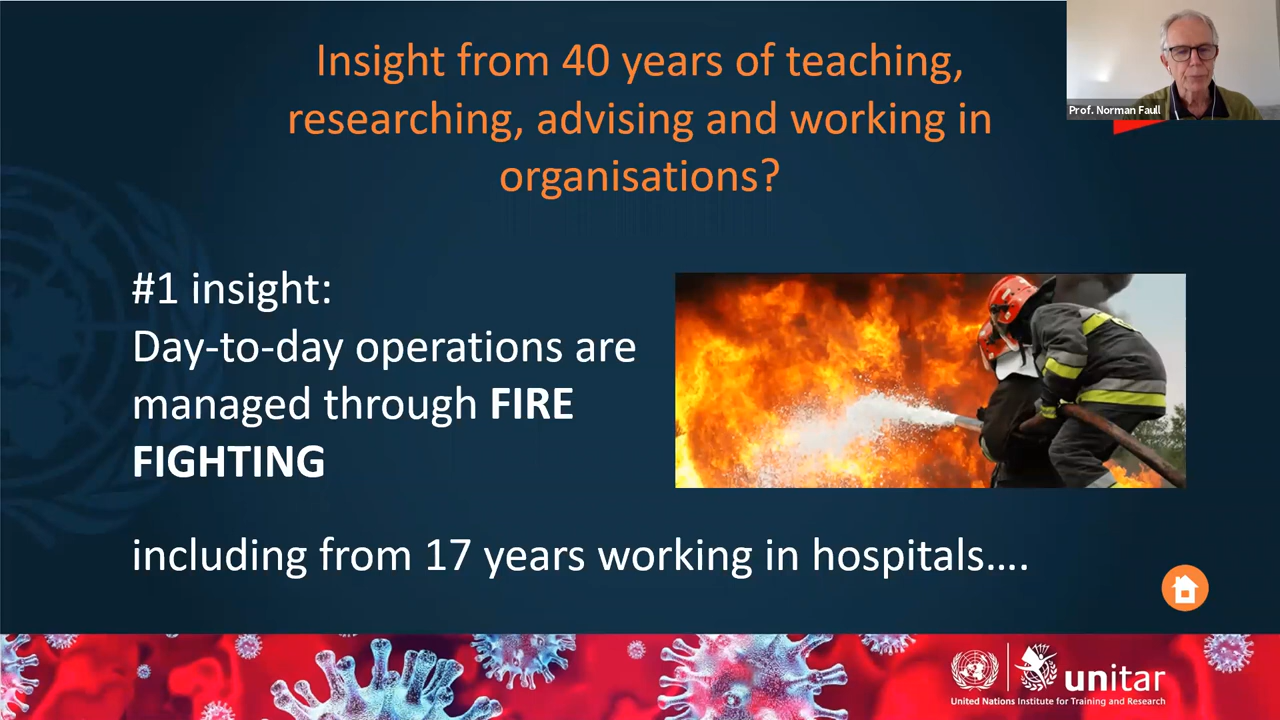 Insight from 40 years of teaching,
researching, advising and working in
organisations?
Prof. Norman Faull
#1 insight:
Day-to-day operations are
managed through FIRE
FIGHTING
including from 17 years working in hospitals....
unitar
United Nations Institute for Training and Research